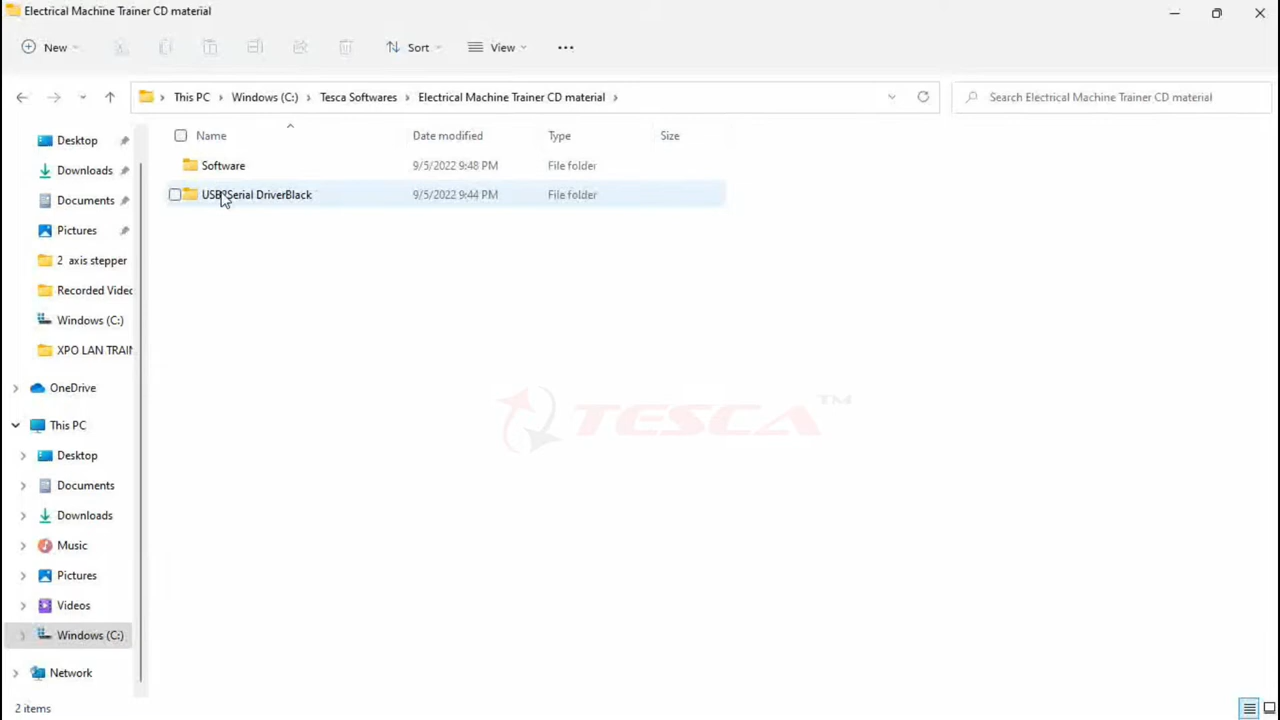 Electrical Machine Trainer CD material
New
Sort
View
This PC > Windows (C:) > Tesca Softwares > Electrical Machine Trainer CD material >
Search Electrical Machine Trainer CD material
Name Date modified Type Size
Software 9/5/2022 9:48 PM File folder
USB Serial DriverBlack 9/5/2022 9:44 PM File folder
Desktop
Downloads
Documents
Pictures
2 axis stepper
Recorded Videc
Windows (C:)
XPO LAN TRAIN
OneDrive
This PC
Desktop
Documents
Downloads
Music
Pictures
Videos
Windows (C:)
Network
TESCA™
2 items